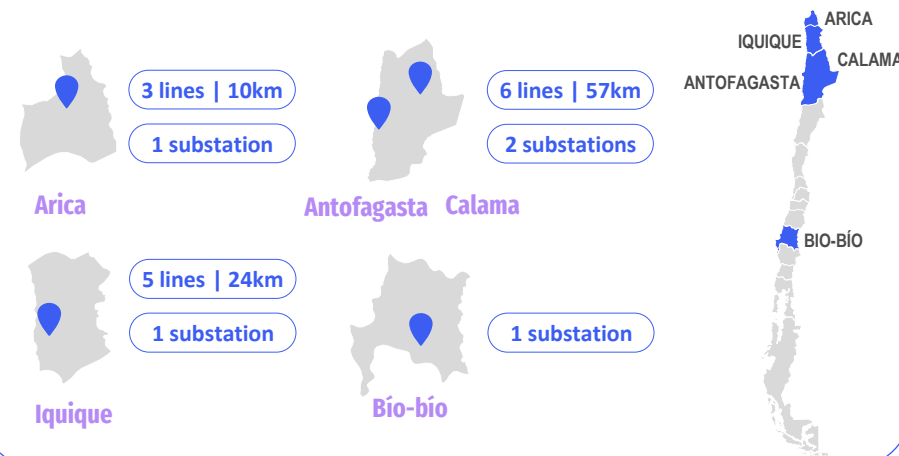 3 lines | 10km
1 substation
Arica
6 lines | 57km
2 substations
Antofagasta Calama
5 lines | 24km
1 substation
Iquique
1 substation
Bío-bío
ARICA
IQUIQUE
CALAMA
ANTOFAGASTA
BIO-BÍO